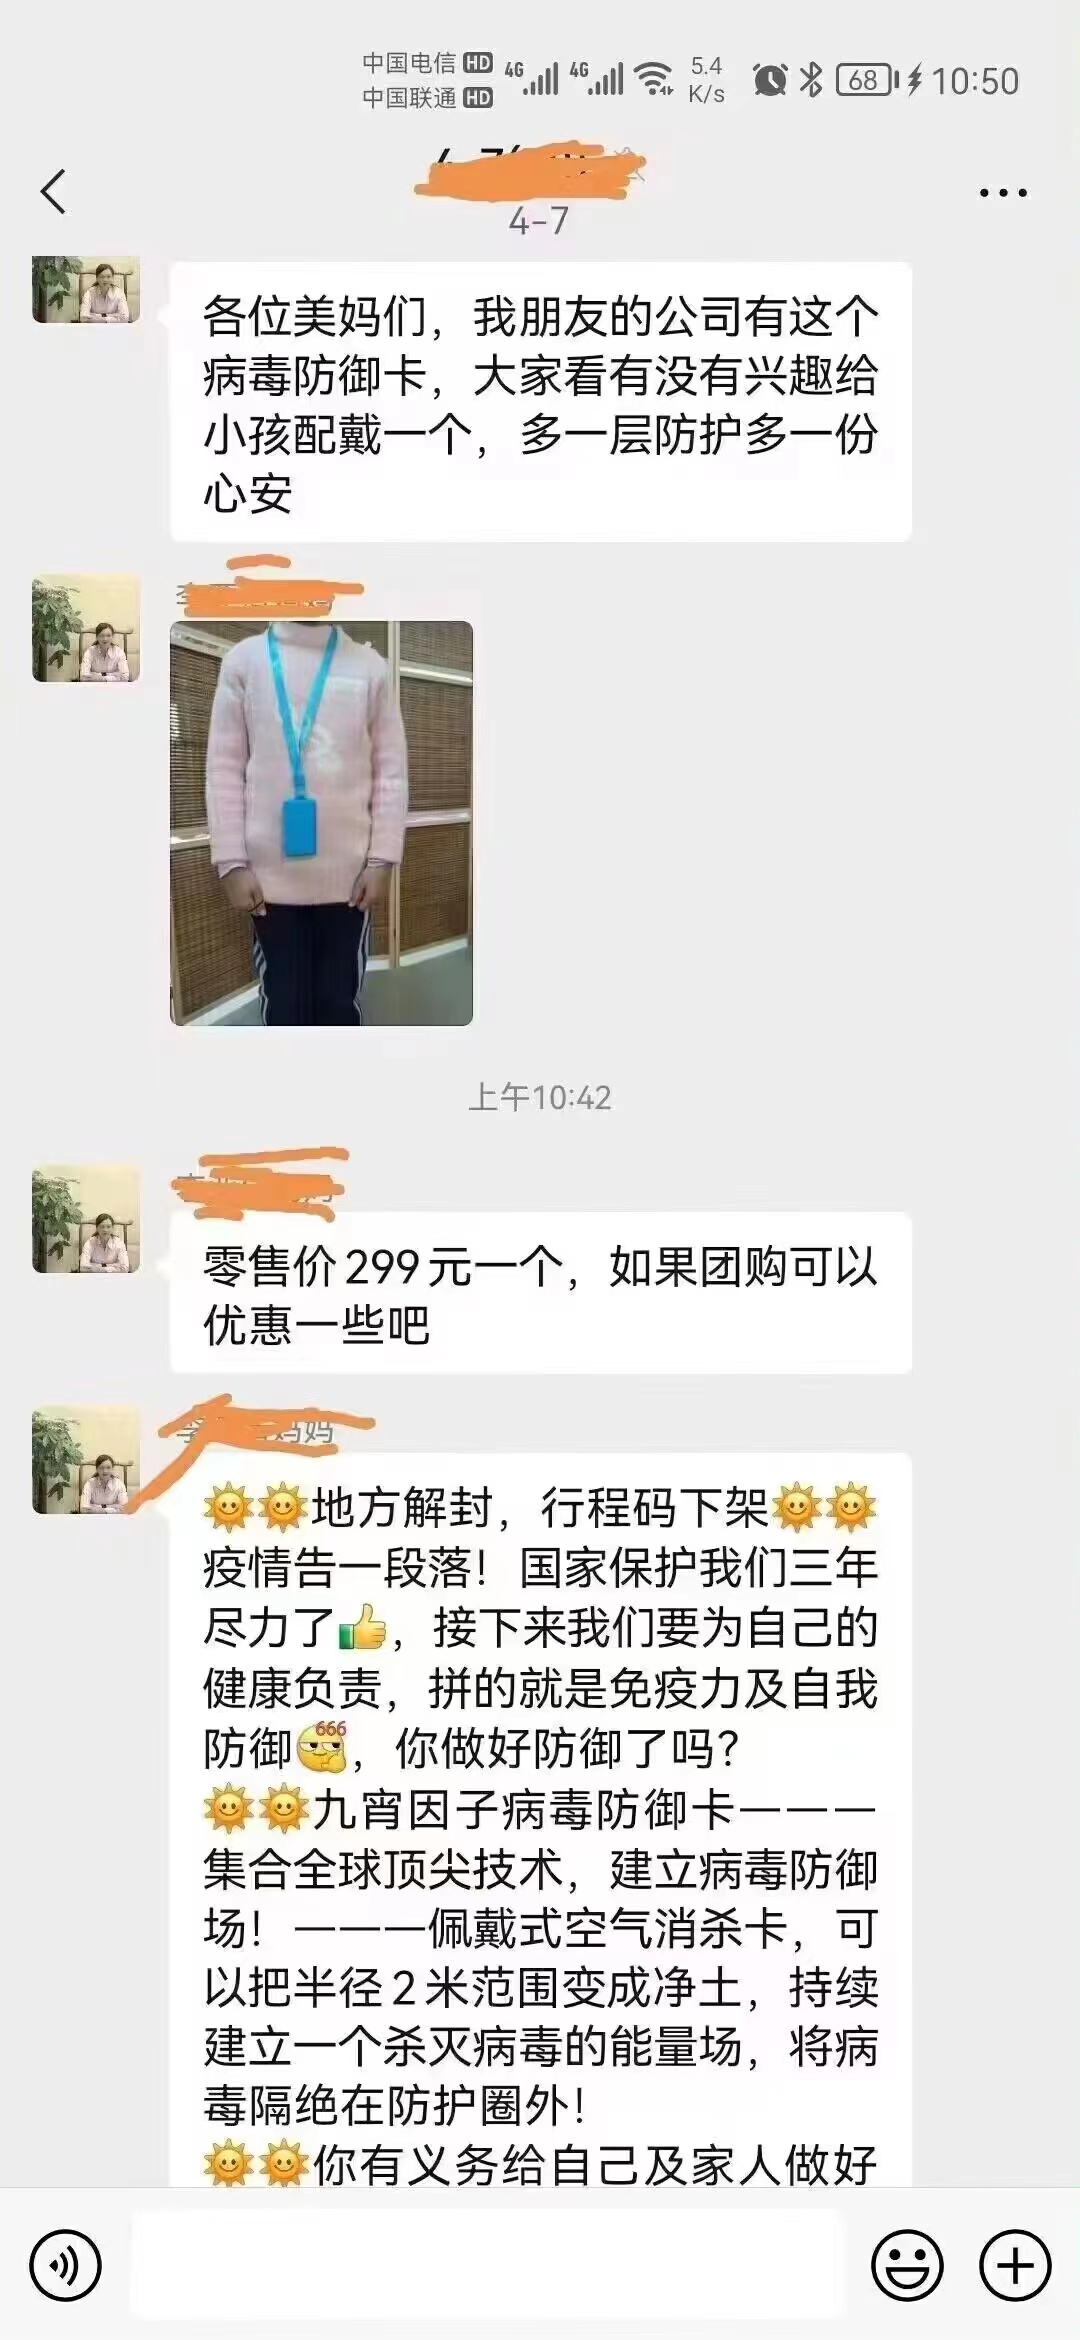 中国电信 HD 4G 4G 5.4 68 10:50
中国联通 HD K/s
4-7
各位美妈们，我朋友的公司有这个
病毒防御卡，大家看有没有兴趣给
小孩配戴一个，多一层防护多一份
心安
上午10:42
零售价299元一个，如果团购可以
优惠一些吧
妈妈
地方解封，行程码下架
疫情告一段落！国家保护我们三年
尽力了👍，接下来我们要为自己的
健康负责，拼的就是免疫力及自我
防御666，你做好防御了吗？
九宵因子病毒防御卡一一一
集合全球顶尖技术，建立病毒防御
场！一一一佩戴式空气消杀卡，可
以把半径2米范围变成净土，持续
建立一个杀灭病毒的能量场，将病
毒隔绝在防护圈外！
你有义务给自己及家人做好